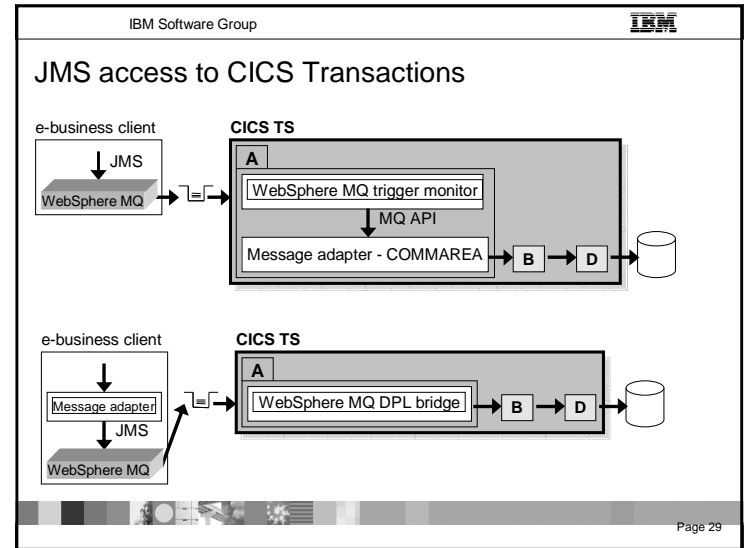 IBM Software Group
IBM
JMS access to CICS Transactions
e-business client
CICS TS
JMS
WebSphere MQ
A
WebSphere MQ trigger monitor
MQ API
Message adapter - COMMAREA
B
D
e-business client
CICS TS
Message adapter
JMS
WebSphere MQ
A
WebSphere MQ DPL bridge
B
D
Page 29